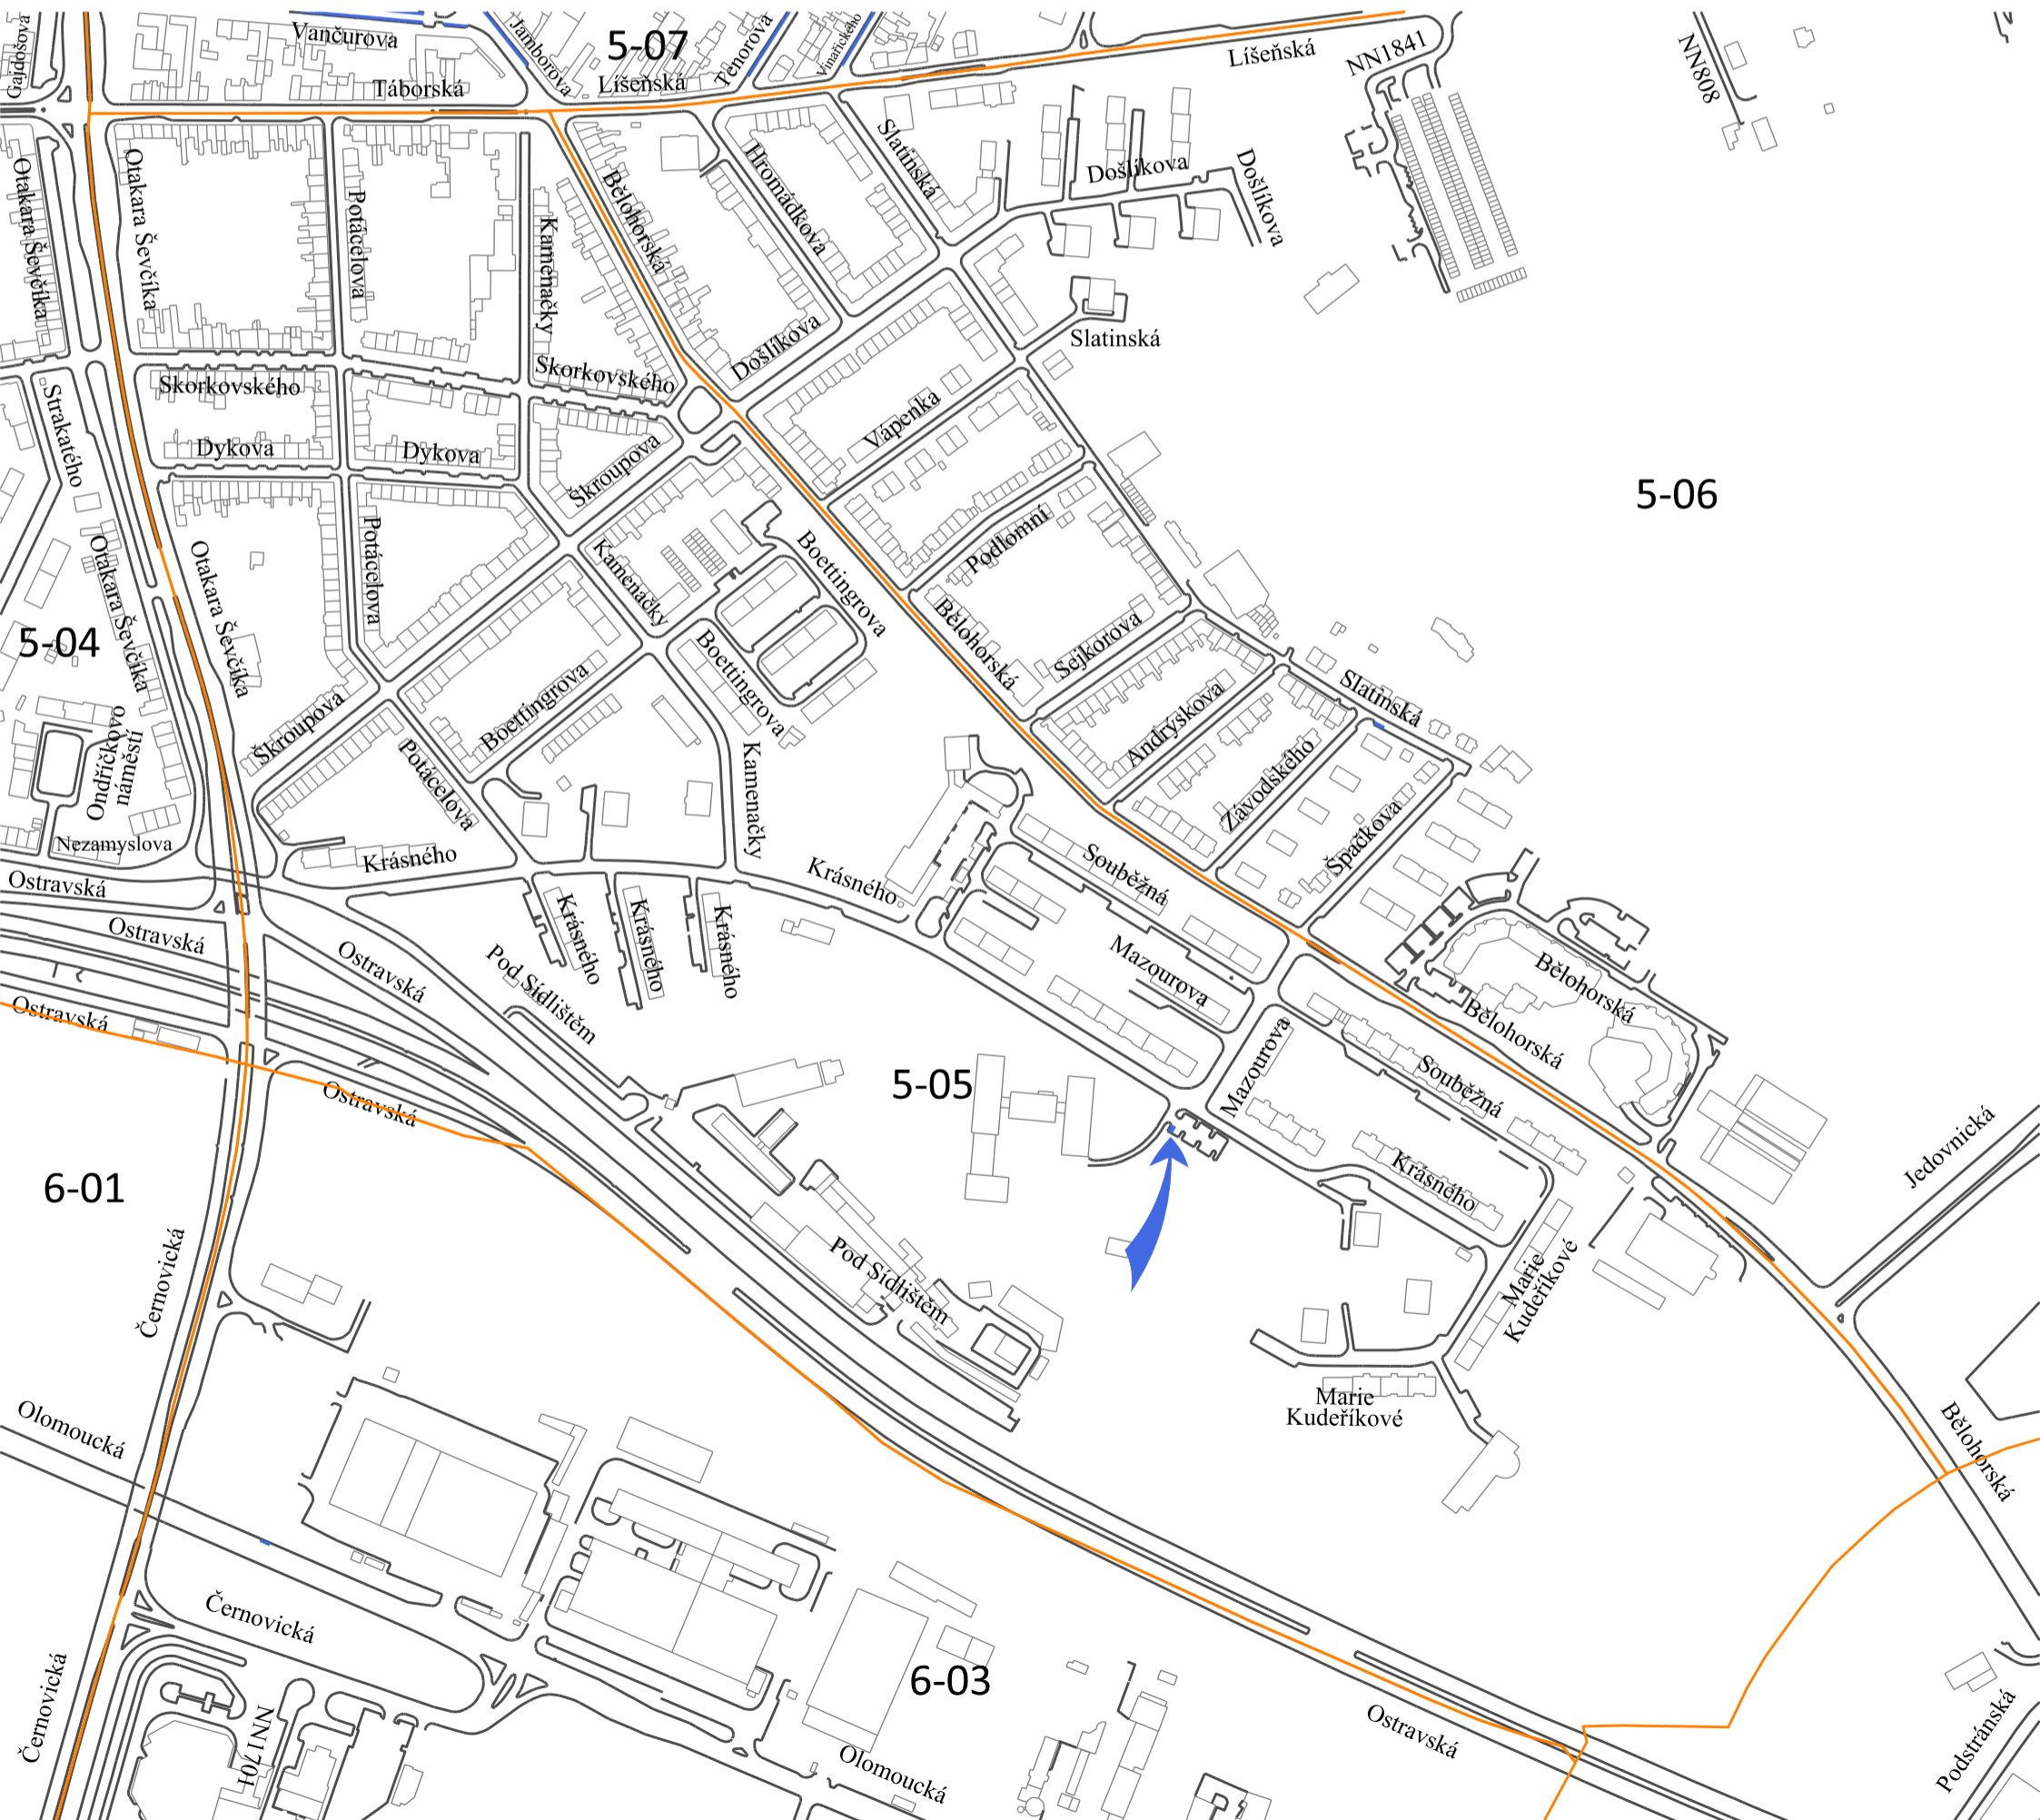 Gajdošova
Vančurova
Jamborova
5-07
Tenorova
Vinařického
Líšeňská
NN1841
NN808
Táborská
Líšeňská
Slatinská
Došlíkova
Došlíkova
Otakara Ševčíka
Otakara Ševčíka
Potácelova
Kamenačky
Bělohorská
Hromádkova
Slatinská
Skorkovského
Skorkovského
Došlíkova
Strakatého
Dykova
Dykova
Škroupova
Vápenka
5-06
Otakara Ševčíka
Otakara Ševčíka
Potácelova
Kamenačky
Boettingrova
Podlomní
5-04
Boettingrova
Bělohorská
Sejkorova
Slatinská
Škroupova
Boettingrova
Andrýskova
Ondříčkovo
náměstí
Potácelova
Kamenačky
Závodského
Špačkova
Nezamyslova
Krásného
Krásného
Souběžná
Ostravská
Ostravská
Ostravská
Krásného
Krásného
Krásného
Pod Sídlištěm
Mazourova
Bělohorská
Bělohorská
Ostravská
Ostravská
5-05
Mazourova
Souběžná
Jedovnická
6-01
Krásného
Černovická
Pod Sídlištěm
Marie
Kudeříkové
Marie
Kudeříkové
Olomoucká
Bělohorská
Černovická
Černovická
6-03
NN1701
Ostravská
Olomoucká
Podstránská